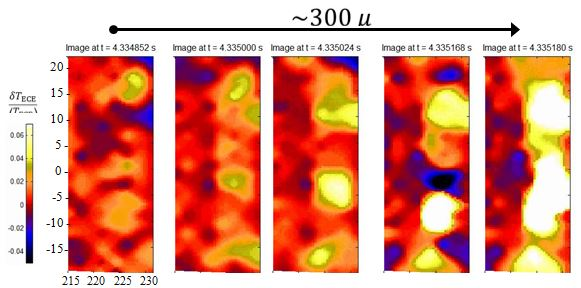 ~300 μ
Image at t = 4.334852 s
Image at t = 4.335000 s
Image at t = 4.335024 s
Image at t = 4.335168 s
Image at t = 4.335180 s
δT_ECE
20
15
10
5
0
-5
-10
-15
0.06
0.04
0.02
0
-0.02
-0.04
215 220 225 230